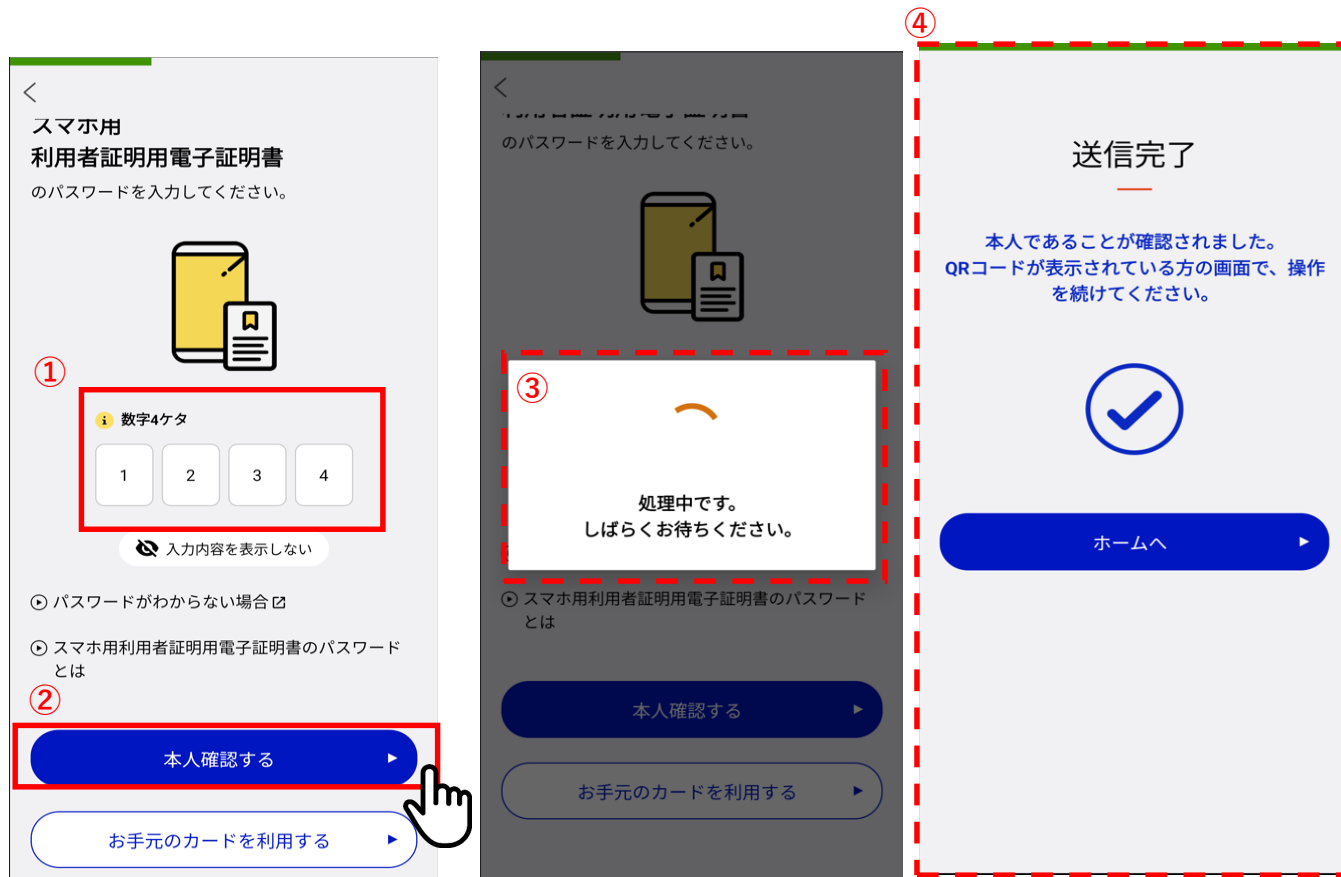 スマホ用
利用者証明用電子証明書
のパスワードを入力してください。
①
数字4ケタ
1 2 3 4
入力内容を表示しない
パスワードがわからない場合
スマホ用利用者証明用電子証明書のパスワード
とは
②
本人確認する
お手元のカードを利用する
のパスワードを入力してください。
③
処理中です。
しばらくお待ちください。
スマホ用利用者証明用電子証明書のパスワード
とは
本人確認する
お手元のカードを利用する
④
送信完了
本人であることが確認されました。
QRコードが表示されている方の画面で、操作
を続けてください。
ホームへ